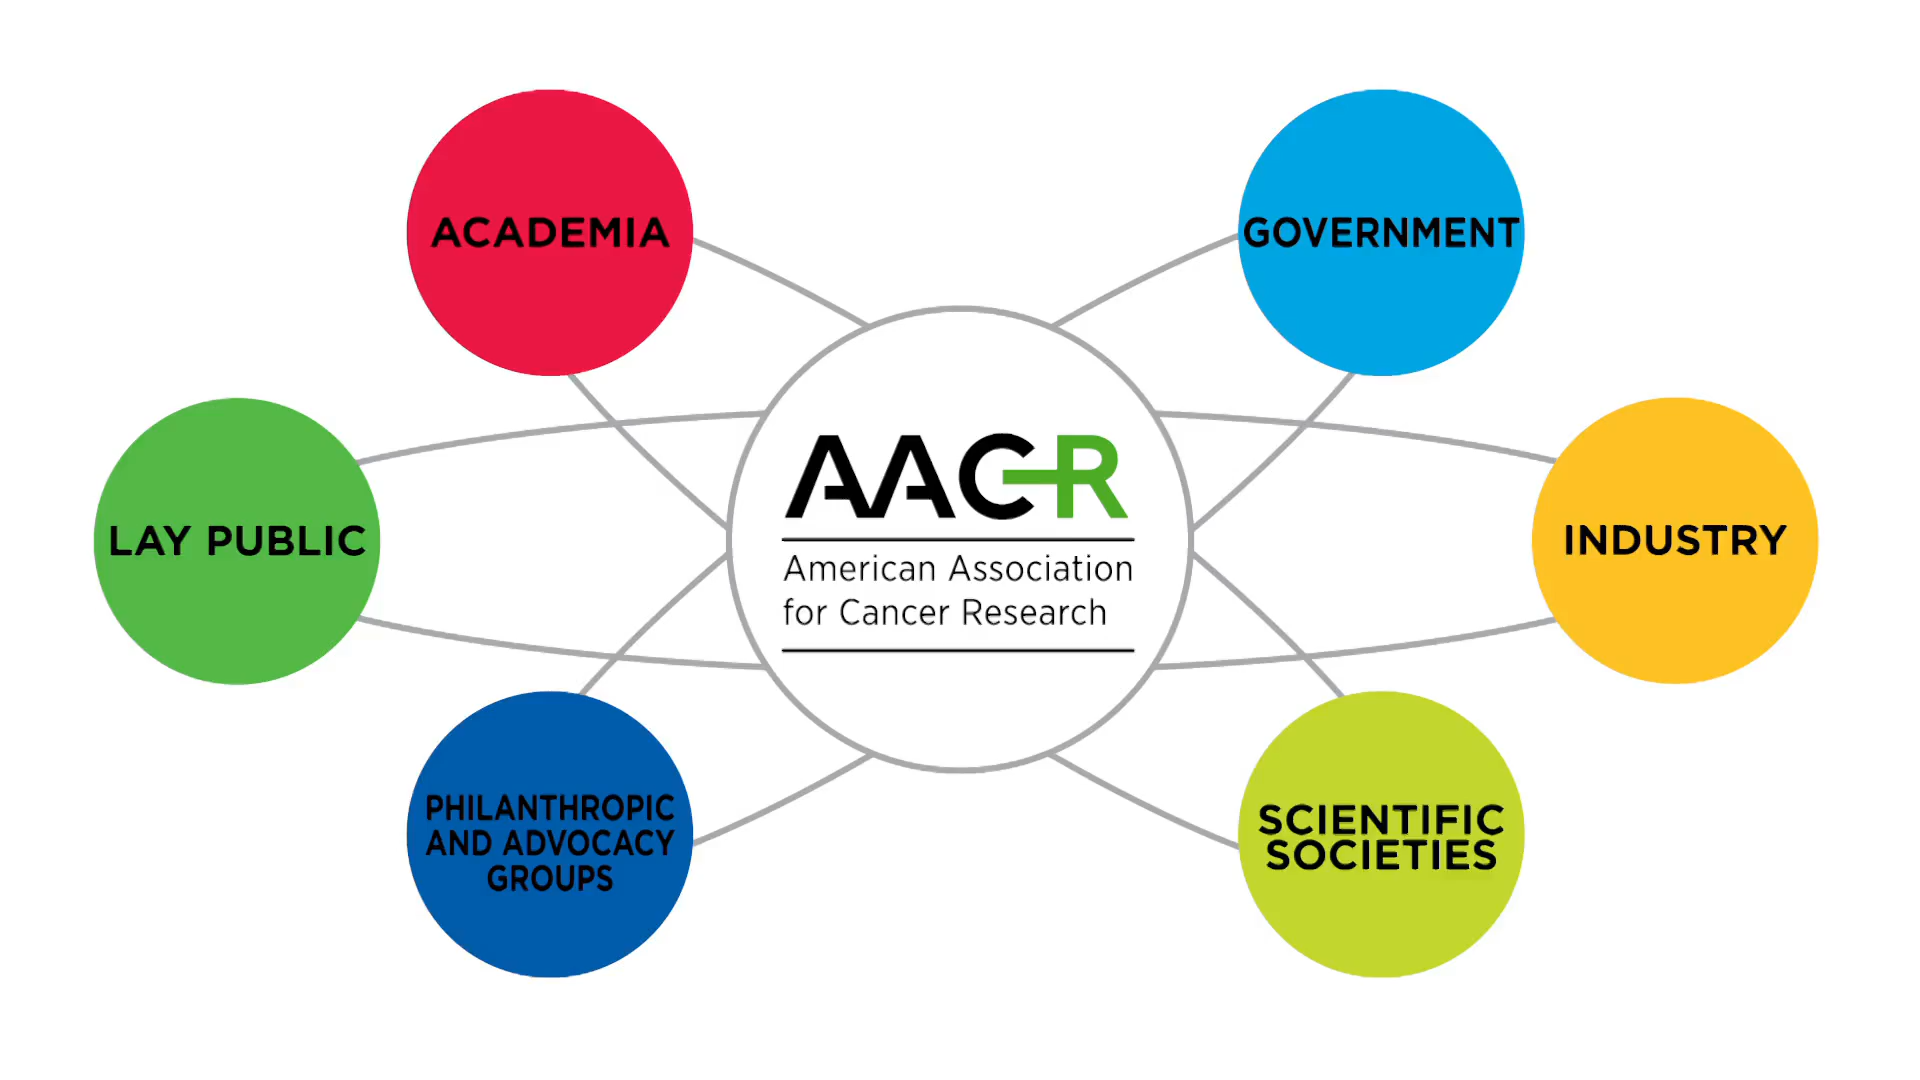 ACADEMIA
GOVERNMENT
LAY PUBLIC
AACR
American Association
for Cancer Research
INDUSTRY
PHILANTHROPIC
AND ADVOCACY
GROUPS
SCIENTIFIC
SOCIETIES